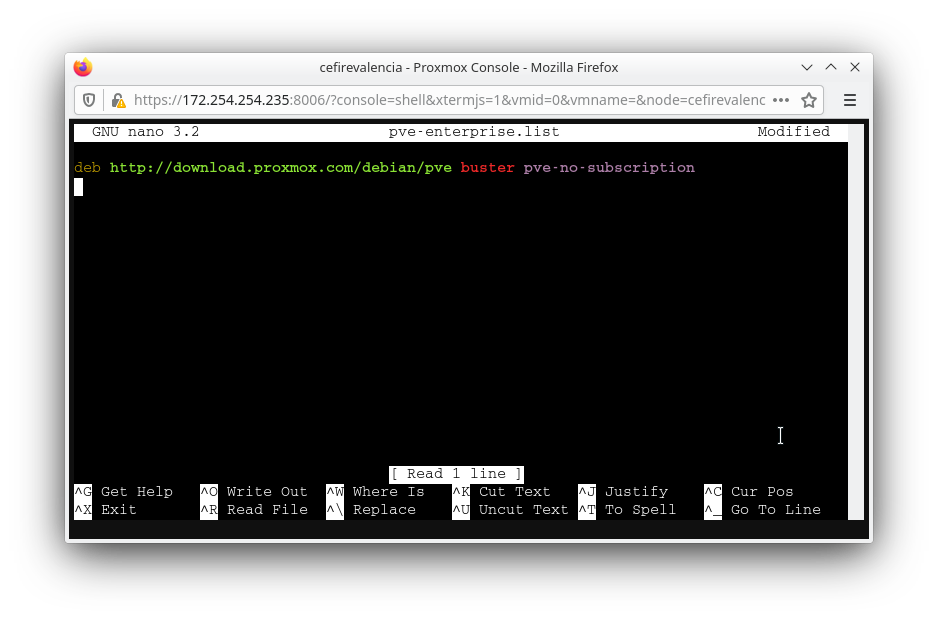 cefirevalencia - Proxmox Console - Mozilla Firefox
https://172.254.254.235:8006/?console=shell&xtermjs=1&vmid=0&vmname=&node=cefirevalenc
GNU nano 3.2 pve-enterprise.list Modified
deb http://download.proxmox.com/debian/pve buster pve-no-subscription
[ Read 1 line ]
^G Get Help ^O Write Out ^W Where Is ^K Cut Text ^J Justify ^C Cur Pos
^X Exit ^R Read File ^\ Replace ^U Uncut Text ^T To Spell ^_ Go To Line